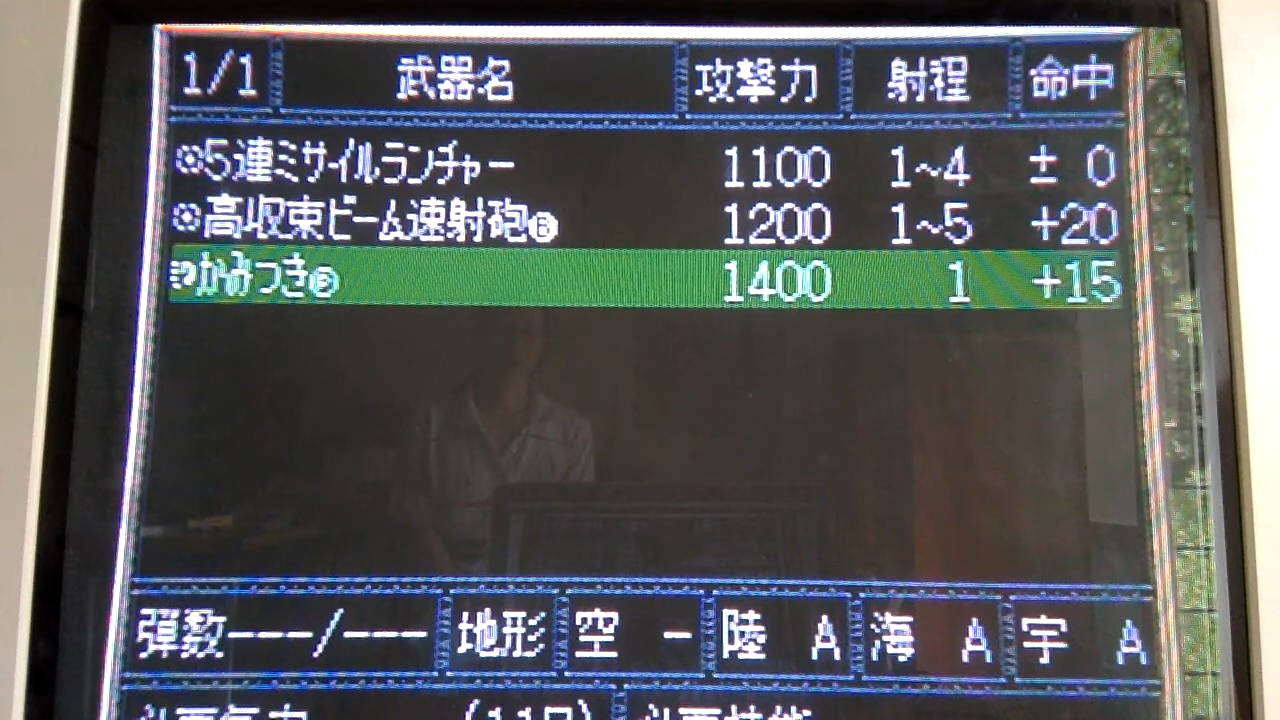 1/1 武器名 攻撃力 射程 命中
5連ミサイルランチャー 1100 1~4 ± 0
高収束ビーム速射砲Ⓑ 1200 1~5 +20
かみつきⓅ 1400 1 +15
弾数---/--- 地形 空 - 陸 A 海 A 宇 A